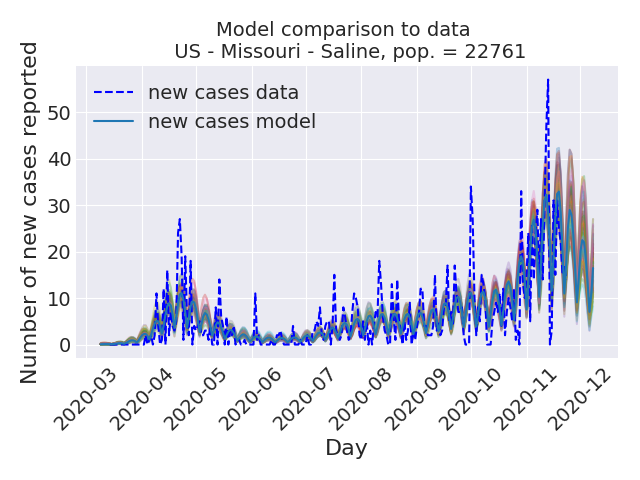 Model comparison to data
US - Missouri - Saline, pop. = 22761
Number of new cases reported
50
40
30
20
10
0
new cases data
new cases model
2020-03
2020-04
2020-05
2020-06
2020-07
2020-08
2020-09
2020-10
2020-11
2020-12
Day